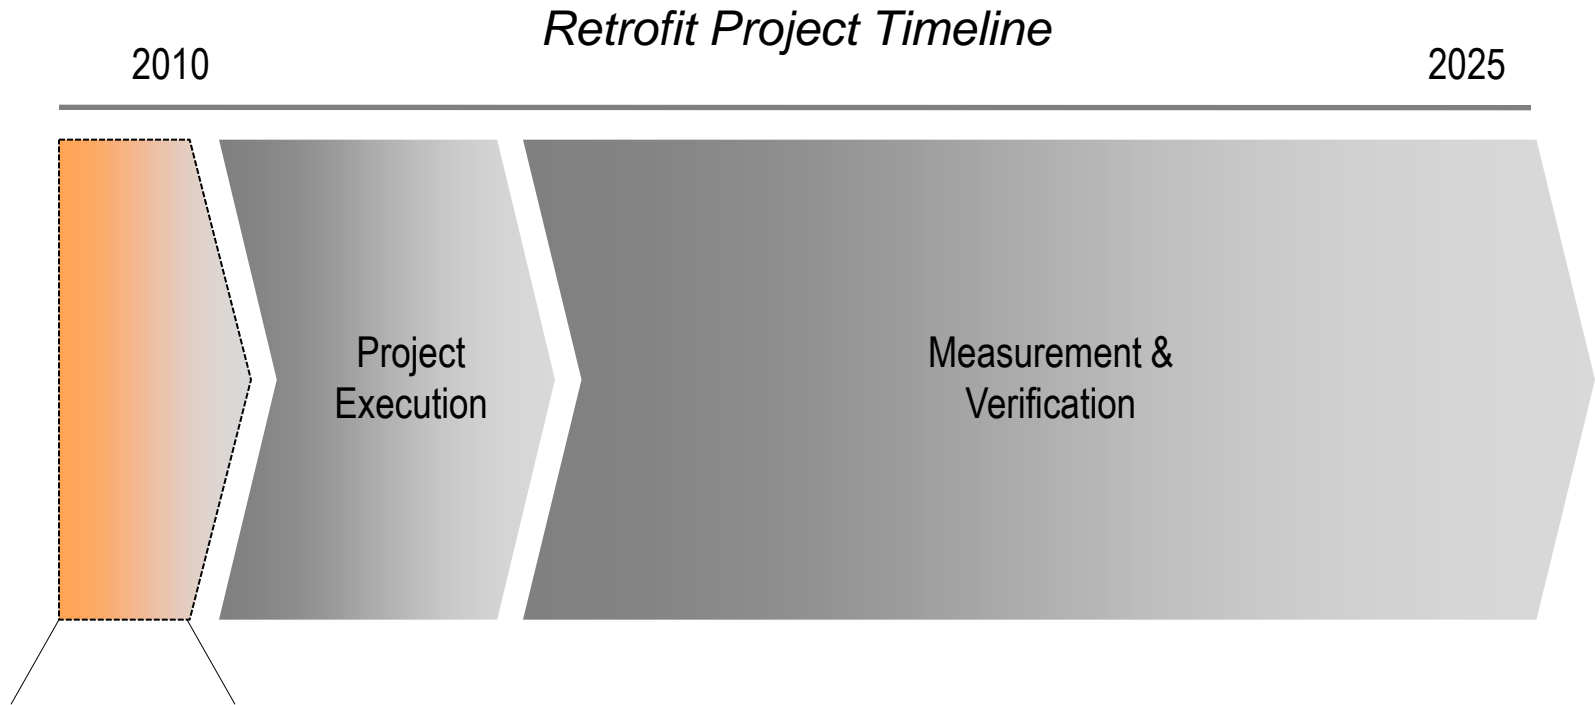 Retrofit Project Timeline
2010
2025
Project
Execution
Measurement &
Verification